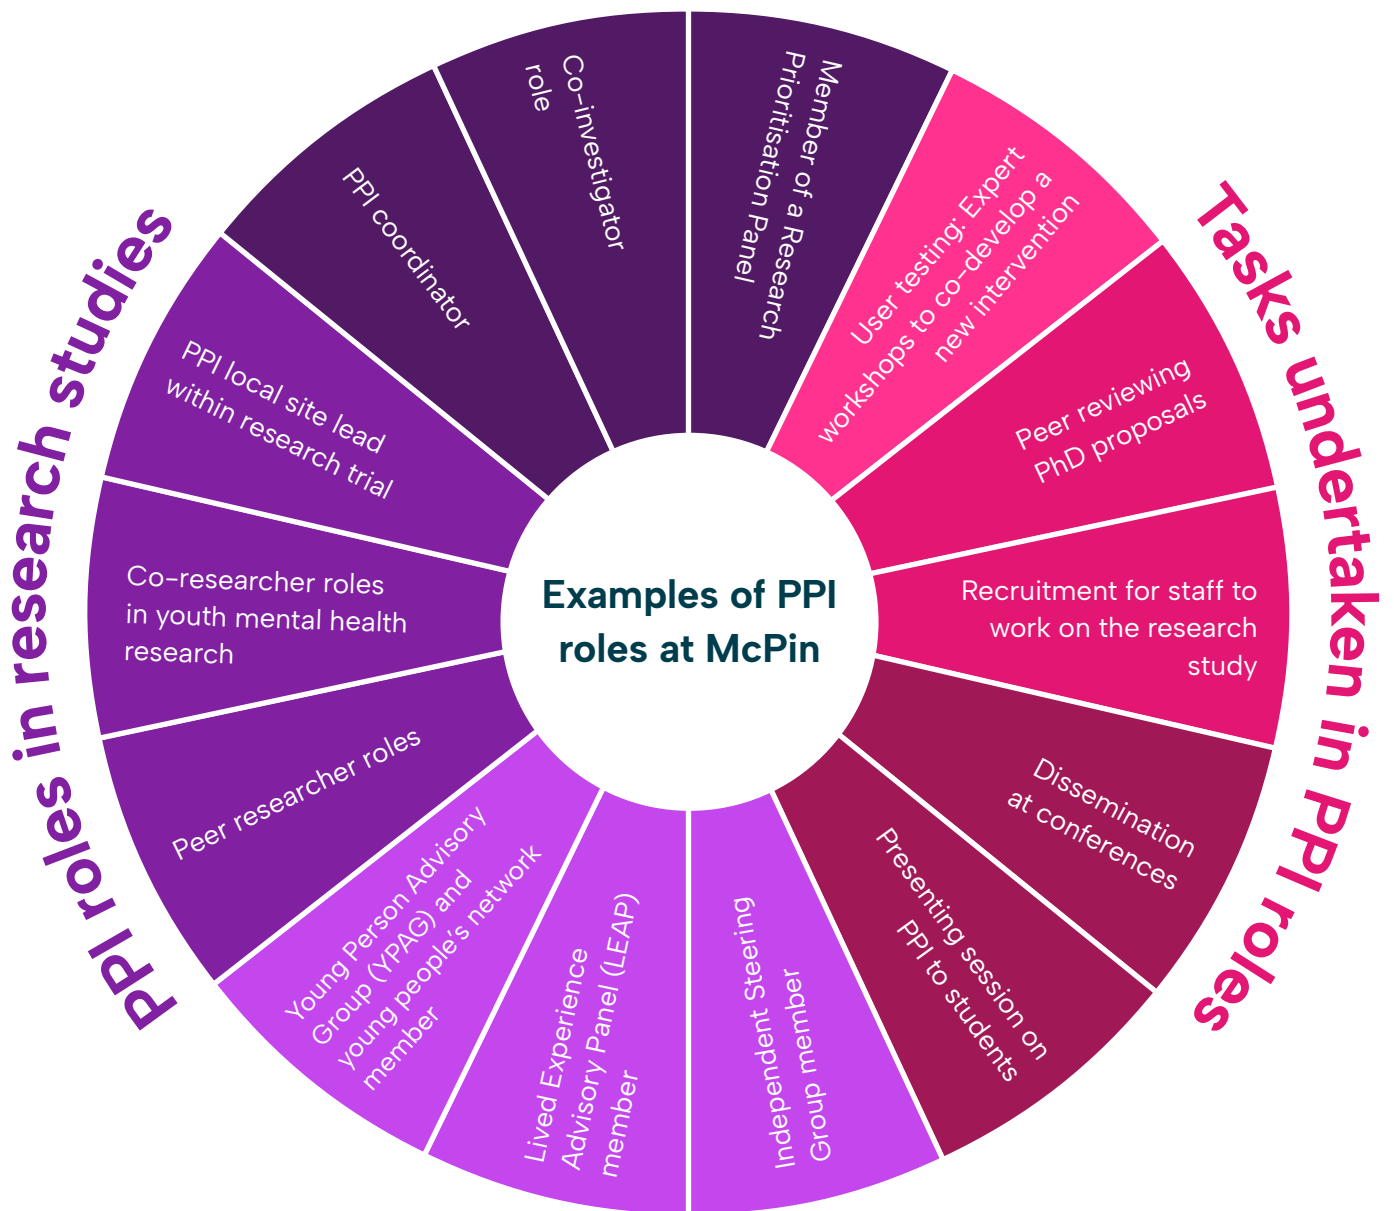 Examples of PPI
roles at McPin
PPI roles in research studies
Tasks undertaken in PPI roles
Member of a Research
Prioritisation Panel
User testing: Expert
workshops to co-develop a
new intervention
Peer reviewing
PhD proposals
Recruitment for staff to
work on the research
study
Dissemination
at conferences
Presenting session on
PPI to students
Independent Steering
Group member
Lived Experience
Advisory Panel (LEAP)
member
Young Person Advisory
Group (YPAG) and
young people's network
member
Peer researcher roles
Co-researcher roles
in youth mental health
research
PPI local site lead
within research trial
PPI coordinator
Co-investigator
role